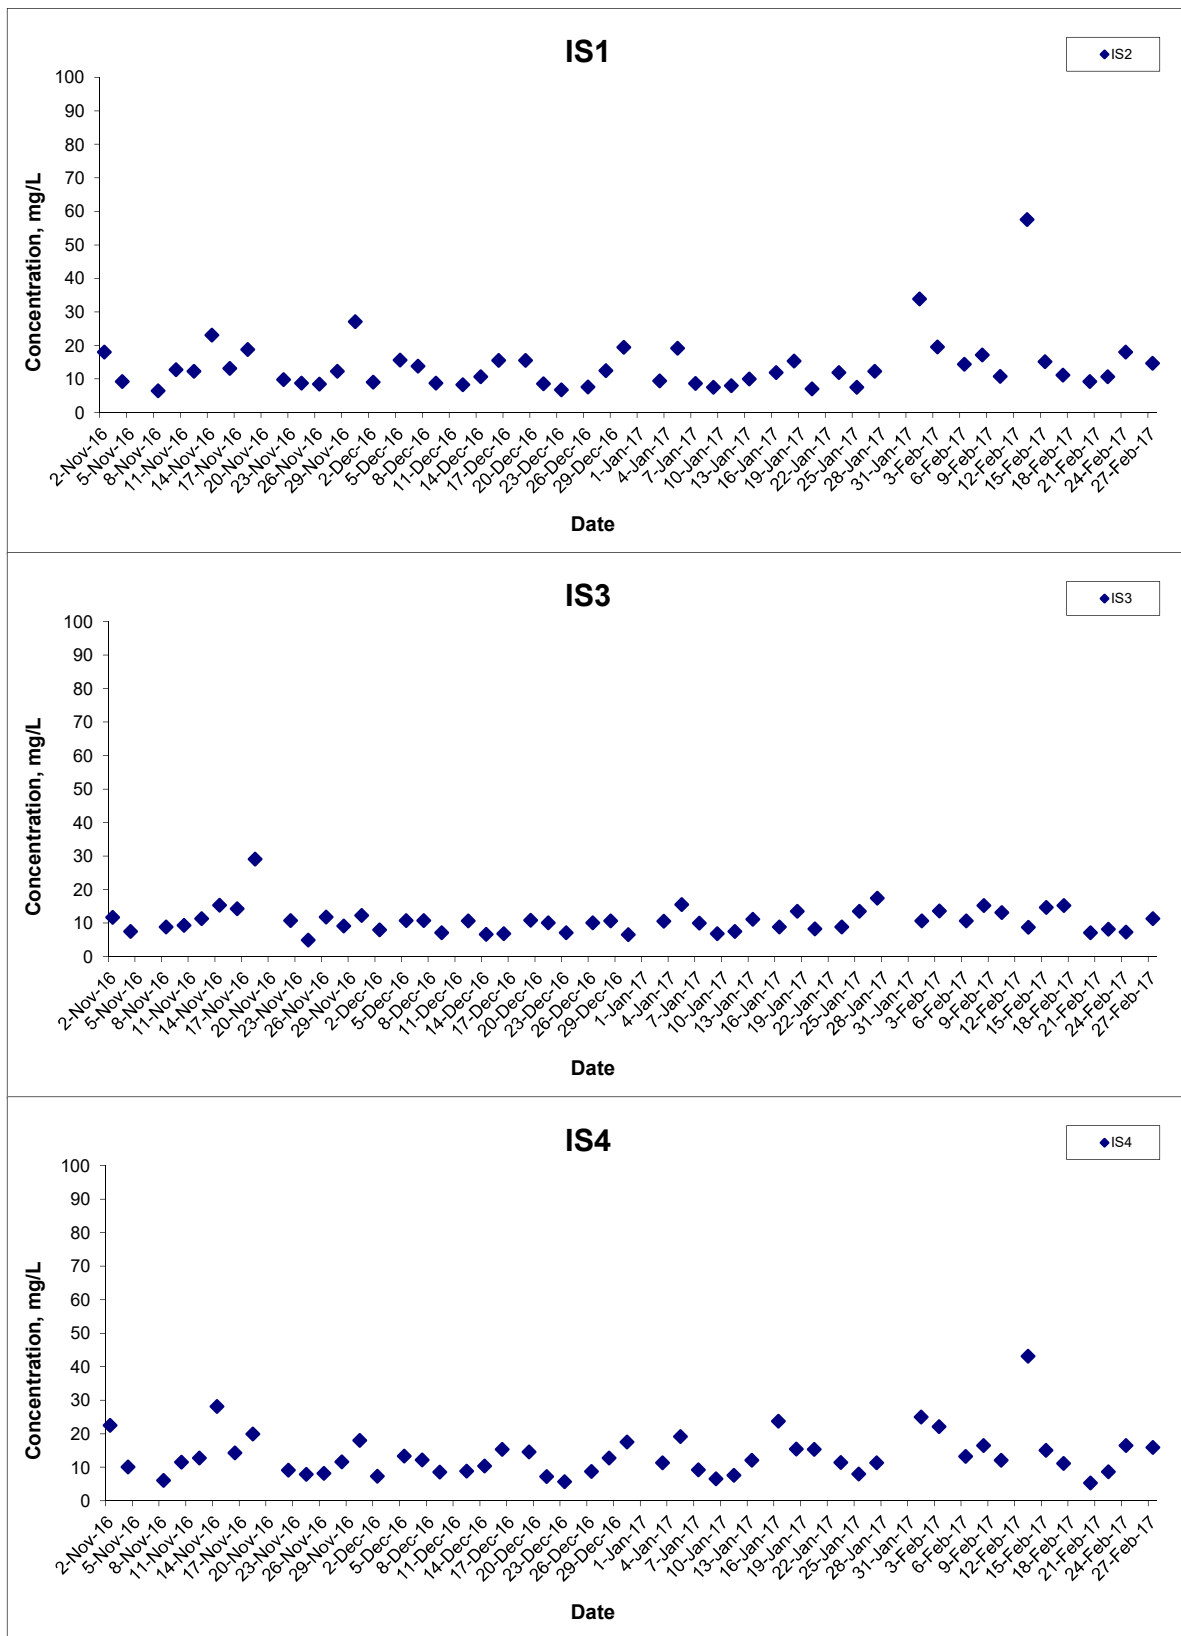 IS1
IS2
100
90
80
70
60
50
40
30
20
10
0
Concentration, mg/L
2-Nov-16 5-Nov-16 8-Nov-16 11-Nov-16 14-Nov-16 17-Nov-16 20-Nov-16 23-Nov-16 26-Nov-16 29-Nov-16 2-Dec-16 5-Dec-16 8-Dec-16 11-Dec-16 14-Dec-16 17-Dec-16 20-Dec-16 23-Dec-16 26-Dec-16 29-Dec-16 1-Jan-17 4-Jan-17 7-Jan-17 10-Jan-17 13-Jan-17 16-Jan-17 19-Jan-17 22-Jan-17 25-Jan-17 28-Jan-17 31-Jan-17 3-Feb-17 6-Feb-17 9-Feb-17 12-Feb-17 15-Feb-17 18-Feb-17 21-Feb-17 24-Feb-17 27-Feb-17
Date
IS3
IS3
100
90
80
70
60
50
40
30
20
10
0
Concentration, mg/L
2-Nov-16 5-Nov-16 8-Nov-16 11-Nov-16 14-Nov-16 17-Nov-16 20-Nov-16 23-Nov-16 26-Nov-16 29-Nov-16 2-Dec-16 5-Dec-16 8-Dec-16 11-Dec-16 14-Dec-16 17-Dec-16 20-Dec-16 23-Dec-16 26-Dec-16 29-Dec-16 1-Jan-17 4-Jan-17 7-Jan-17 10-Jan-17 13-Jan-17 16-Jan-17 19-Jan-17 22-Jan-17 25-Jan-17 28-Jan-17 31-Jan-17 3-Feb-17 6-Feb-17 9-Feb-17 12-Feb-17 15-Feb-17 18-Feb-17 21-Feb-17 24-Feb-17 27-Feb-17
Date
IS4
IS4
100
90
80
70
60
50
40
30
20
10
0
Concentration, mg/L
2-Nov-16 5-Nov-16 8-Nov-16 11-Nov-16 14-Nov-16 17-Nov-16 20-Nov-16 23-Nov-16 26-Nov-16 29-Nov-16 2-Dec-16 5-Dec-16 8-Dec-16 11-Dec-16 14-Dec-16 17-Dec-16 20-Dec-16 23-Dec-16 26-Dec-16 29-Dec-16 1-Jan-17 4-Jan-17 7-Jan-17 10-Jan-17 13-Jan-17 16-Jan-17 19-Jan-17 22-Jan-17 25-Jan-17 28-Jan-17 31-Jan-17 3-Feb-17 6-Feb-17 9-Feb-17 12-Feb-17 15-Feb-17 18-Feb-17 21-Feb-17 24-Feb-17 27-Feb-17
Date